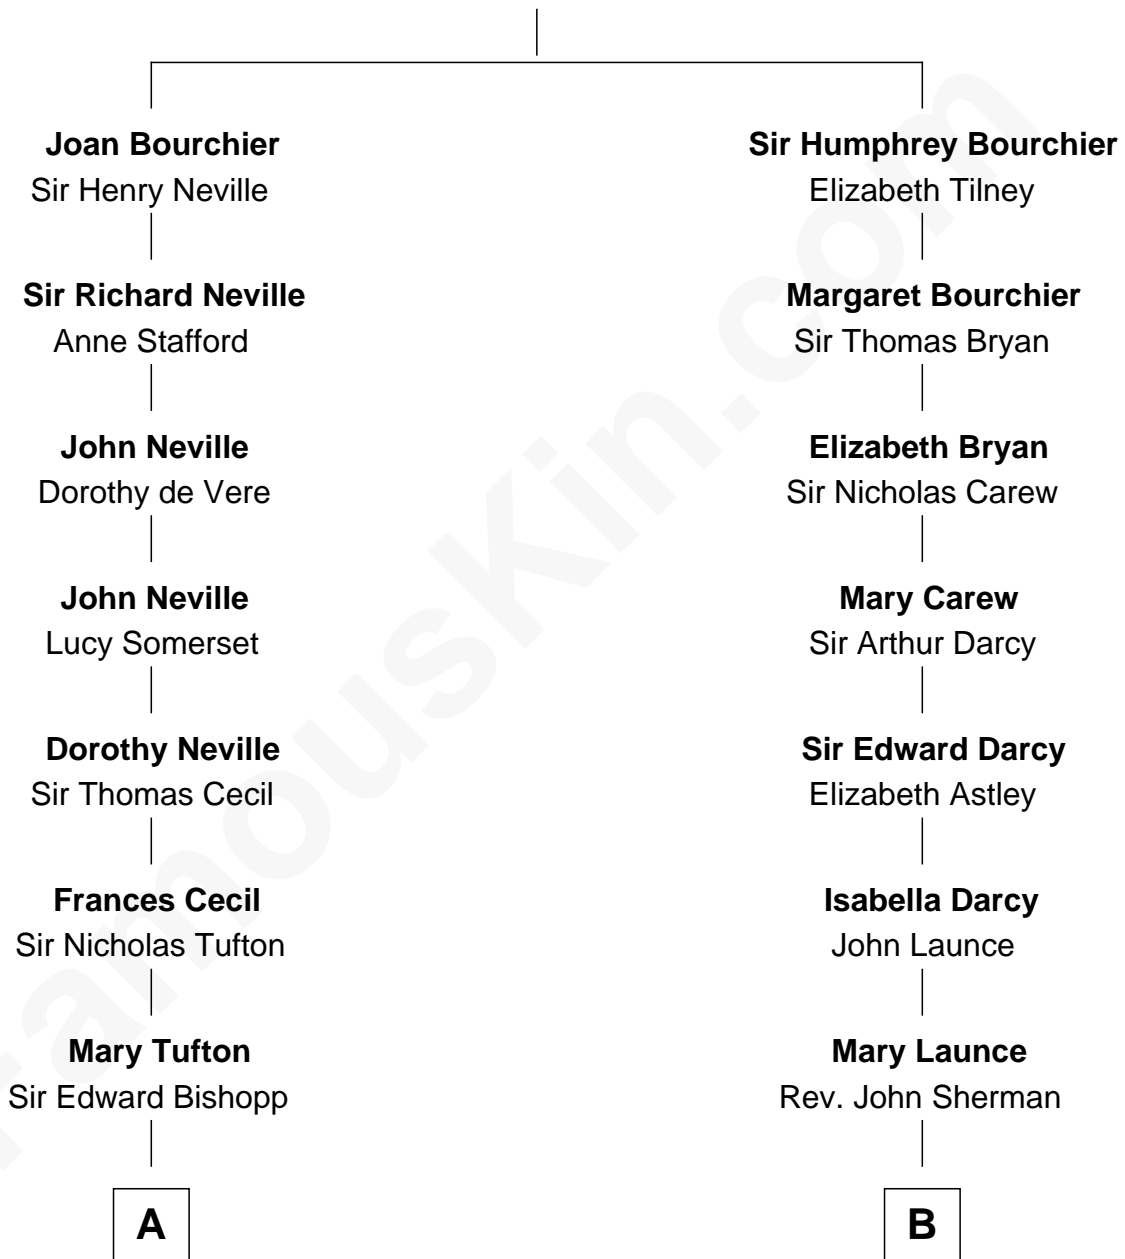 Joan Bourchier
Sir Henry Neville
Sir Richard Neville
Anne Stafford
John Neville
Dorothy de Vere
John Neville
Lucy Somerset
Dorothy Neville
Sir Thomas Cecil
Frances Cecil
Sir Nicholas Tufton
Mary Tufton
Sir Edward Bishopp
A
Sir Humphrey Bourchier
Elizabeth Tilney
Margaret Bourchier
Sir Thomas Bryan
Elizabeth Bryan
Sir Nicholas Carew
Mary Carew
Sir Arthur Darcy
Sir Edward Darcy
Elizabeth Astley
Isabella Darcy
John Launce
Mary Launce
Rev. John Sherman
B
FamousKin.com